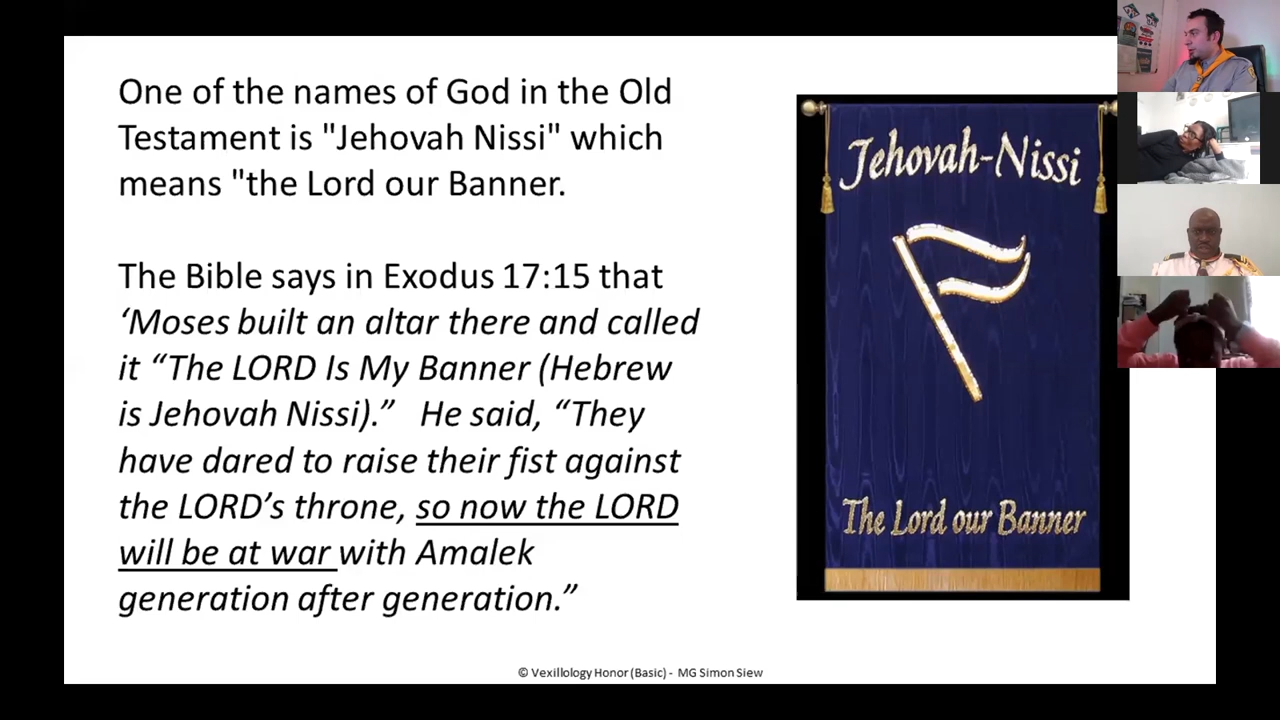 One of the names of God in the Old
Testament is "Jehovah Nissi" which
means "the Lord our Banner.
The Bible says in Exodus 17:15 that
‘Moses built an altar there and called
it “The LORD Is My Banner (Hebrew
is Jehovah Nissi).” He said, “They
have dared to raise their fist against
the LORD’s throne, so now the LORD
will be at war with Amalek
generation after generation.”
Jehovah-Nissi
The Lord our Banner
© Vexillology Honor (Basic) - MG Simon Siew